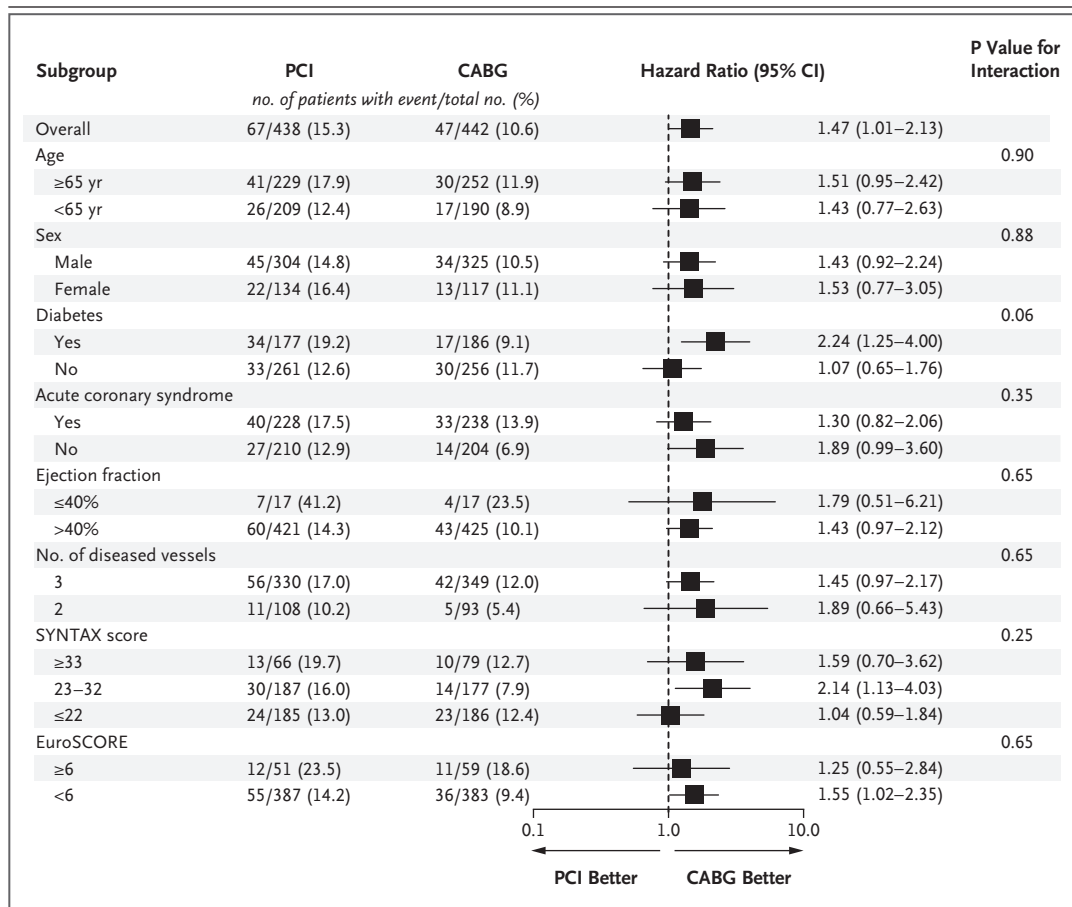 Subgroup PCI CABG Hazard Ratio (95% CI) P Value for Interaction
no. of patients with event/total no. (%)
Overall 67/438 (15.3) 47/442 (10.6) 1.47 (1.01–2.13)
Age 0.90
≥65 yr 41/229 (17.9) 30/252 (11.9) 1.51 (0.95–2.42)
<65 yr 26/209 (12.4) 17/190 (8.9) 1.43 (0.77–2.63)
Sex 0.88
Male 45/304 (14.8) 34/325 (10.5) 1.43 (0.92–2.24)
Female 22/134 (16.4) 13/117 (11.1) 1.53 (0.77–3.05)
Diabetes 0.06
Yes 34/177 (19.2) 17/186 (9.1) 2.24 (1.25–4.00)
No 33/261 (12.6) 30/256 (11.7) 1.07 (0.65–1.76)
Acute coronary syndrome 0.35
Yes 40/228 (17.5) 33/238 (13.9) 1.30 (0.82–2.06)
No 27/210 (12.9) 14/204 (6.9) 1.89 (0.99–3.60)
Ejection fraction 0.65
≤40% 7/17 (41.2) 4/17 (23.5) 1.79 (0.51–6.21)
>40% 60/421 (14.3) 43/425 (10.1) 1.43 (0.97–2.12)
No. of diseased vessels 0.65
3 56/330 (17.0) 42/349 (12.0) 1.45 (0.97–2.17)
2 11/108 (10.2) 5/93 (5.4) 1.89 (0.66–5.43)
SYNTAX score 0.25
≥33 13/66 (19.7) 10/79 (12.7) 1.59 (0.70–3.62)
23–32 30/187 (16.0) 14/177 (7.9) 2.14 (1.13–4.03)
≤22 24/185 (13.0) 23/186 (12.4) 1.04 (0.59–1.84)
EuroSCORE 0.65
≥6 12/51 (23.5) 11/59 (18.6) 1.25 (0.55–2.84)
<6 55/387 (14.2) 36/383 (9.4) 1.55 (1.02–2.35)
0.1 1.0 10.0
PCI Better CABG Better